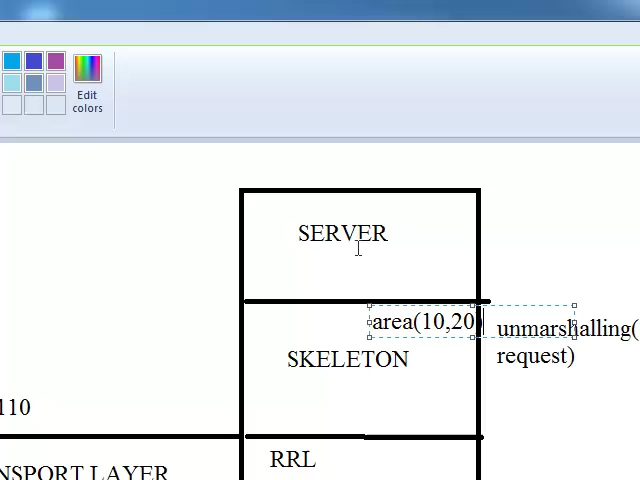 Edit
colors
SERVER
area(10,20)
unmarshalling(
request)
SKELETON
110
RRL
NSPORT LAYER